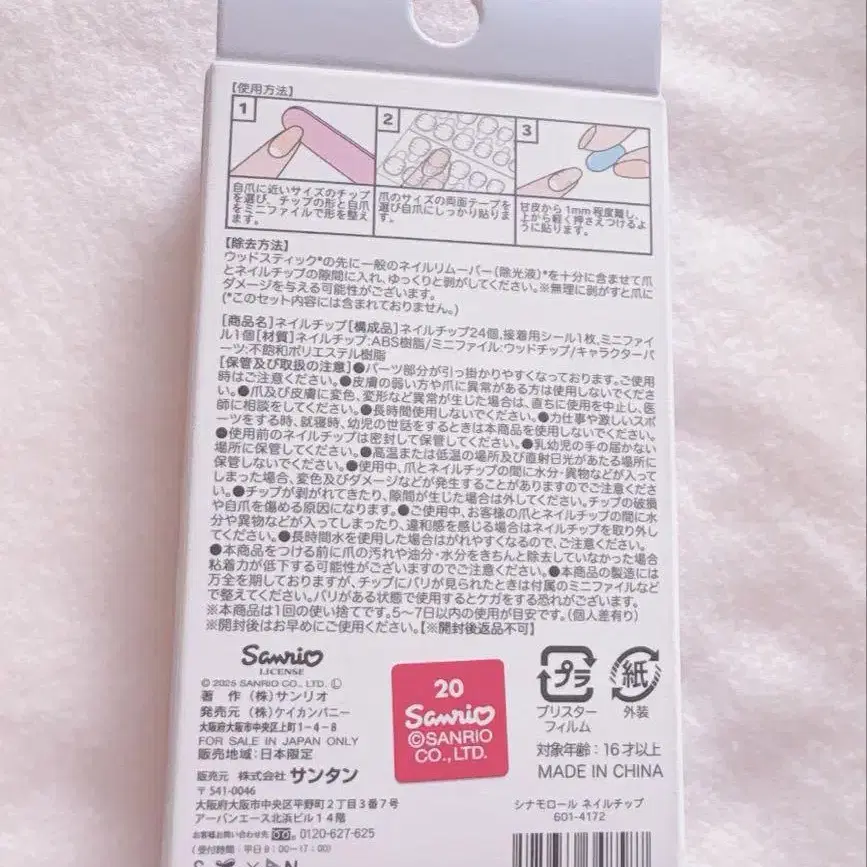 【使用方法】
1
2
3
自爪に近いサイズのチップ
を選び、チップの形と自爪
をミニファイルで形を整え
ます。
爪のサイズの両面テープを
選び自爪にしっかり貼りま
す。
甘皮から1mm程度離し、
上から軽く押さえつけるよ
うに貼ります。
【除去方法】
ウッドスティック*の先に一般のネイルリムーバー(除光液)*を十分に含ませて爪
とネイルチップの隙間に入れ、ゆっくりと剥がしてください。※無理に剥がすと爪に
ダメージを与える可能性がございます。
(*このセット内容には含まれておりません。)
[商品名]ネイルチップ[構成品]ネイルチップ24個,接着用シール1枚,ミニファイ
ル1個[材質]ネイルチップ:ABS樹脂/ミニファイル:ウッドチップ/キャラクターパ
ーツ:不飽和ポリエステル樹脂
[保管及び取扱の注意]●パーツ部分が引っ掛かりやすくなっております。ご使用
時はご注意ください。●皮膚の弱い方や爪に異常がある方は使用しないでくださ
い。●爪及び皮膚に変色、変形など異常が生じた場合は、直ちに使用を中止し、医
師に相談をしてください。●長時間使用しないでください。●力仕事や激しいスポ
ーツをする時、就寝時、幼児の世話をするときは本商品を使用しないでください。
●使用前のネイルチップは密封して保管してください。●乳幼児の手の届かない
場所に保管してください。●高温または低温の場所及び直射日光があたる場所に
保管しないでください。●使用中、爪とネイルチップの間に水分・異物などが入って
しまった場合、変色及びダメージなどが発生することがありますのでご注意くださ
い。●チップが剥がれてきたり、隙間が生じた場合は外してください。チップの破損
や自爪を傷める原因になります。●ご使用中、お客様の爪とネイルチップの間に水
分や異物などが入ってしまったり、違和感を感じる場合はネイルチップを取り外し
てください。●長時間水を使用した場合はがれやすくなるので、ご注意ください。
●本商品をつける前に爪の汚れや油分・水分をきちんと除去していなかった場合
粘着力が低下する可能性がございますのでご注意ください。●本商品の製造には
万全を期しておりますが、チップにバリが見られたときは付属のミニファイルなど
で整えてください。バリがある状態で使用するとケガをする恐れがございます。
※本商品は1回の使い捨てです。5〜7日以内の使用が目安です。(個人差有り)
※開封後はお早めにご使用ください。【※開封後返品不可】
Sanrio
LICENSE
© 2025 SANRIO CO., LTD. Ⓛ
著 作 (株)サンリオ
発売元 (株)ケイカンパニー
大阪府大阪市中央区上町1-4-8
FOR SALE IN JAPAN ONLY
販売地域:日本限定
販売元 株式会社 サンタン
〒541-0046
大阪府大阪市中央区平野町2丁目3番7号
アーバンエース北浜ビル14階
お客様お問い合わせ先 0120-627-625
(受付時間:平日9:00〜17:00)
20
Sanrio
©SANRIO
CO., LTD.
プラ
ブリスター
フィルム
紙
外装
対象年齢:16才以上
MADE IN CHINA
シナモロール ネイルチップ
601-4172